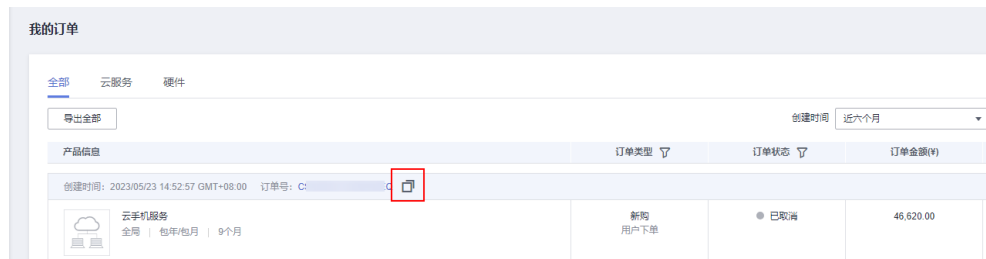 我的订单
全部 云服务 硬件
导出全部 创建时间 近六个月
产品信息 订单类型 订单状态 订单金额(¥)
创建时间：2023/05/23 14:52:57 GMT+08:00 订单号：CS
云手机服务 新购 已取消 46,620.00
全局 | 包年/包月 | 9个月 用户下单